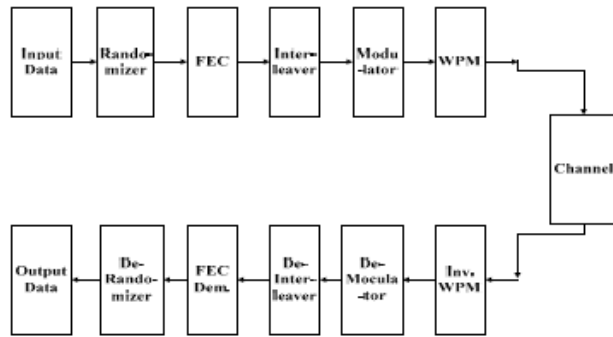 Input
Data
Rando-
mizer
FEC
Inter-
leaver
Modu
-lator
WPM
Channel
Output
Data
De-
Rando-
mizer
FEC
Dem.
De-
Inter-
leaver
De-
Moculа
-tor
Inv.
WPM